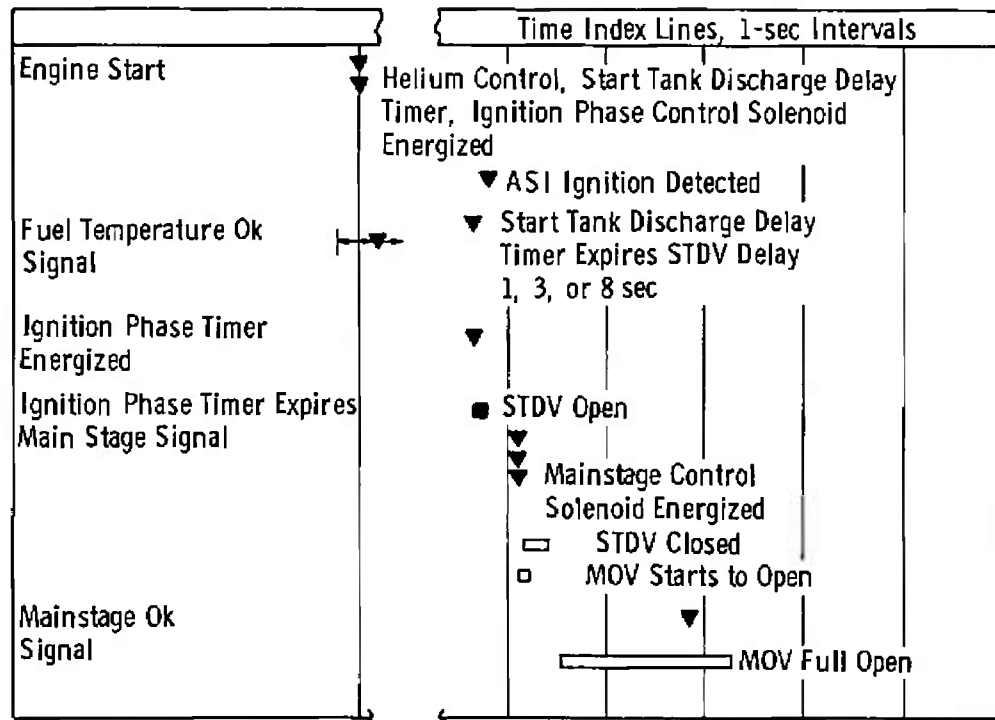 Time Index Lines, 1-sec Intervals
Engine Start
Helium Control, Start Tank Discharge Delay
Timer, Ignition Phase Control Solenoid
Energized
ASI Ignition Detected
Fuel Temperature Ok
Signal
Start Tank Discharge Delay
Timer Expires STDV Delay
1, 3, or 8 sec
Ignition Phase Timer
Energized
Ignition Phase Timer Expires
Main Stage Signal
STDV Open
Mainstage Control
Solenoid Energized
STDV Closed
MOV Starts to Open
Mainstage Ok
Signal
MOV Full Open